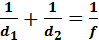 1/d₁ + 1/d₂ = 1/f